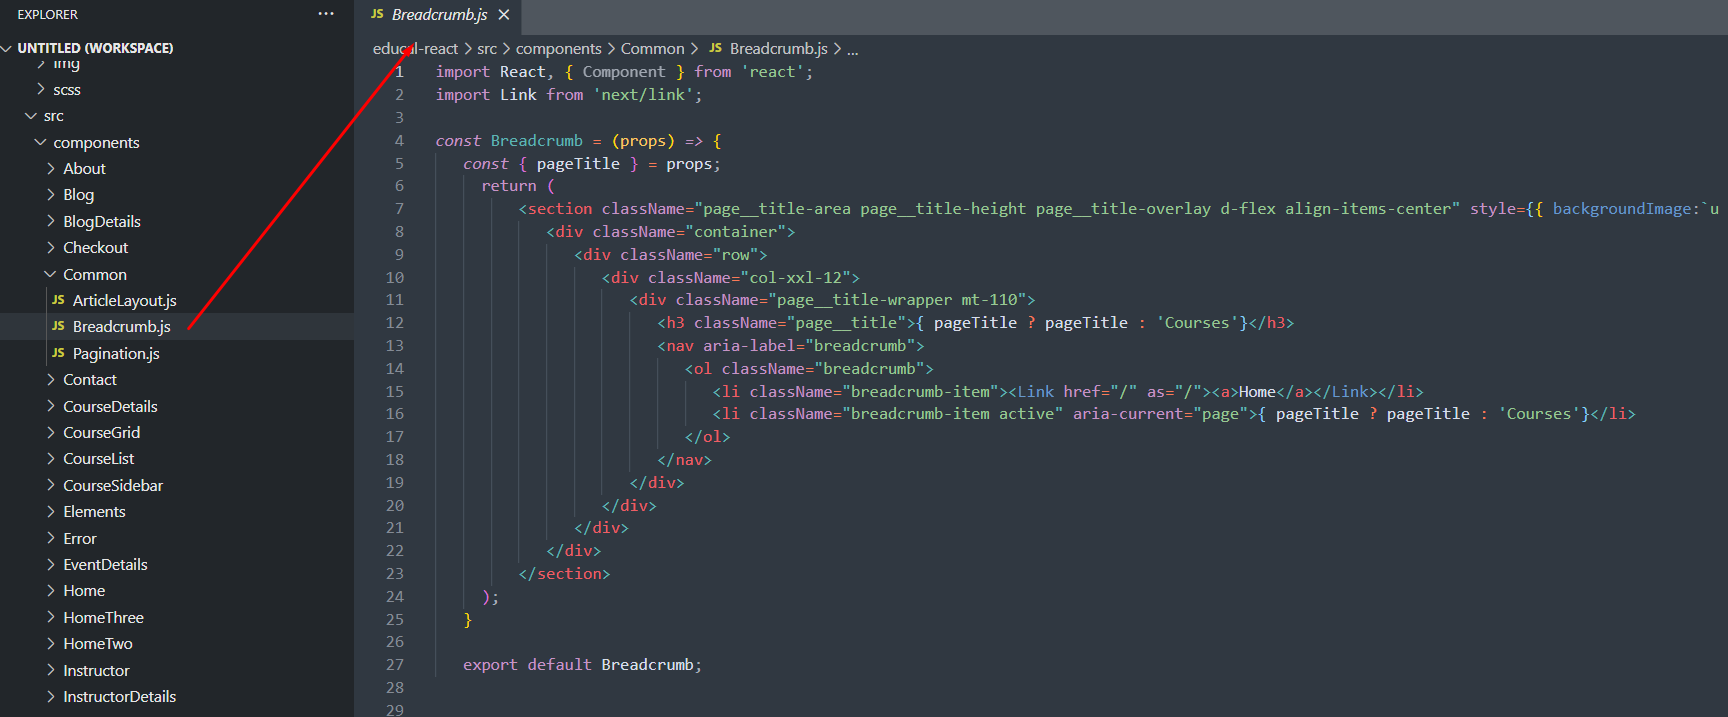 EXPLORER
UNTITLED (WORKSPACE)
img
scss
src
components
About
Blog
BlogDetails
Checkout
Common
JS ArticleLayout.js
JS Breadcrumb.js
JS Pagination.js
Contact
CourseDetails
CourseGrid
CourseList
CourseSidebar
Elements
Error
EventDetails
Home
HomeThree
HomeTwo
Instructor
InstructorDetails
JS Breadcrumb.js ×
educal-react > src > components > Common > JS Breadcrumb.js > ...
1 import React, { Component } from 'react';
2 import Link from 'next/link';
3
4 const Breadcrumb = (props) => {
5 const { pageTitle } = props;
6 return (
7 <section className="page__title-area page__title-height page__title-overlay d-flex align-items-center" style={{ backgroundImage:`u
8 <div className="container">
9 <div className="row">
10 <div className="col-xxl-12">
11 <div className="page__title-wrapper mt-110">
12 <h3 className="page__title">{ pageTitle ? pageTitle : 'Courses'}</h3>
13 <nav aria-label="breadcrumb">
14 <ol className="breadcrumb">
15 <li className="breadcrumb-item"><Link href="/" as="/"><a>Home</a></Link></li>
16 <li className="breadcrumb-item active" aria-current="page">{ pageTitle ? pageTitle : 'Courses'}</li>
17 </ol>
18 </nav>
19 </div>
20 </div>
21 </div>
22 </div>
23 </section>
24 );
25 }
26
27 export default Breadcrumb;
28
29